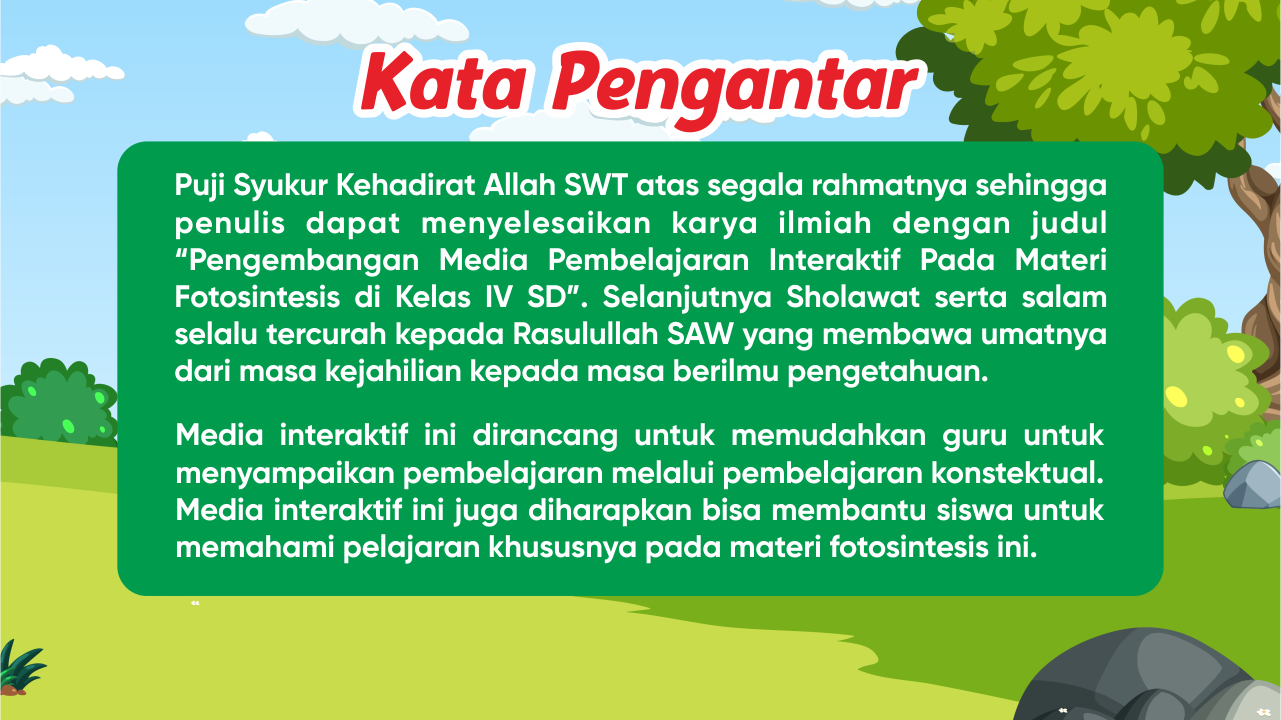 Kata Pengantar
Puji Syukur Kehadirat Allah SWT atas segala rahmatnya sehingga
penulis dapat menyelesaikan karya ilmiah dengan judul
“Pengembangan Media Pembelajaran Interaktif Pada Materi
Fotosintesis di Kelas IV SD”. Selanjutnya Sholawat serta salam
selalu tercurah kepada Rasulullah SAW yang membawa umatnya
dari masa kejahilian kepada masa berilmu pengetahuan.
Media interaktif ini dirancang untuk memudahkan guru untuk
menyampaikan pembelajaran melalui pembelajaran konstektual.
Media interaktif ini juga diharapkan bisa membantu siswa untuk
memahami pelajaran khususnya pada materi fotosintesis ini.